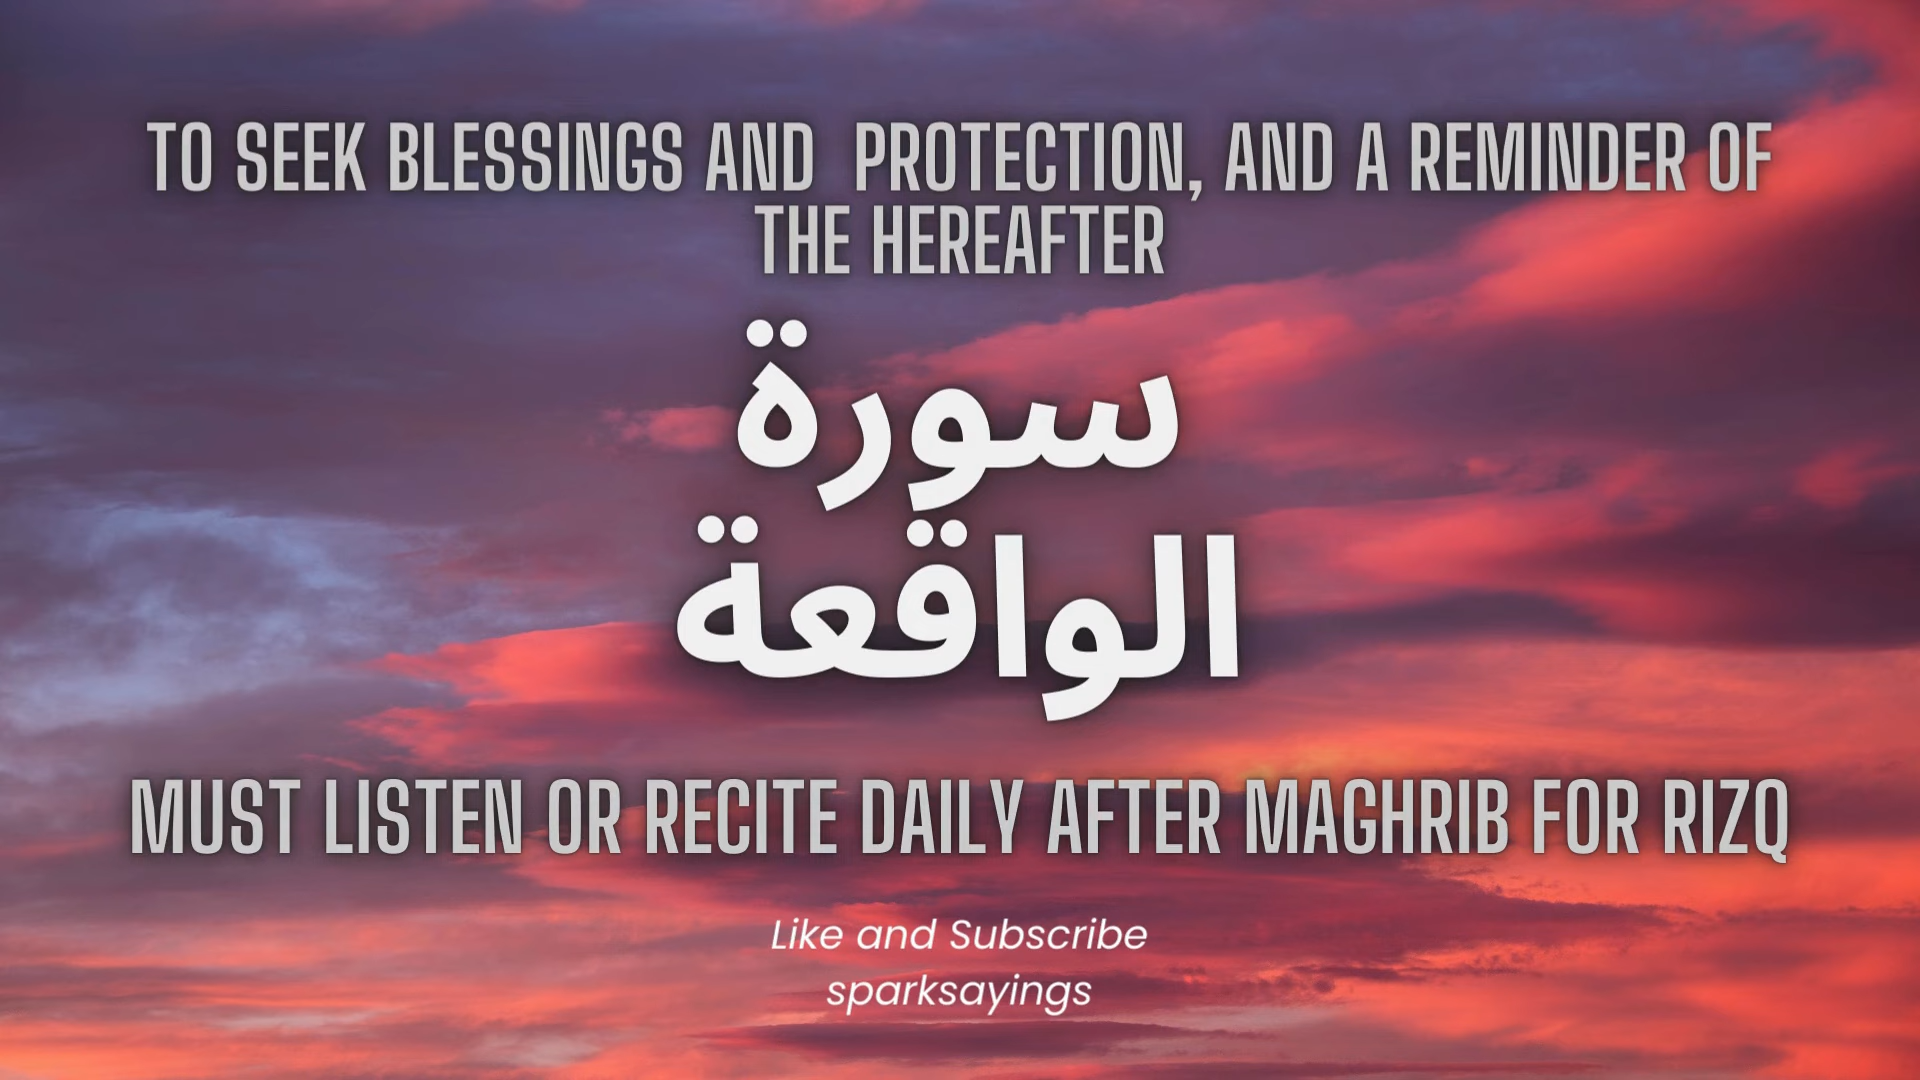 TO SEEK BLESSINGS AND PROTECTION, AND A REMINDER OF
THE HEREAFTER
سورة
الواقعة
MUST LISTEN OR RECITE DAILY AFTER MAGHRIB FOR RIZQ
Like and Subscribe
sparksayings